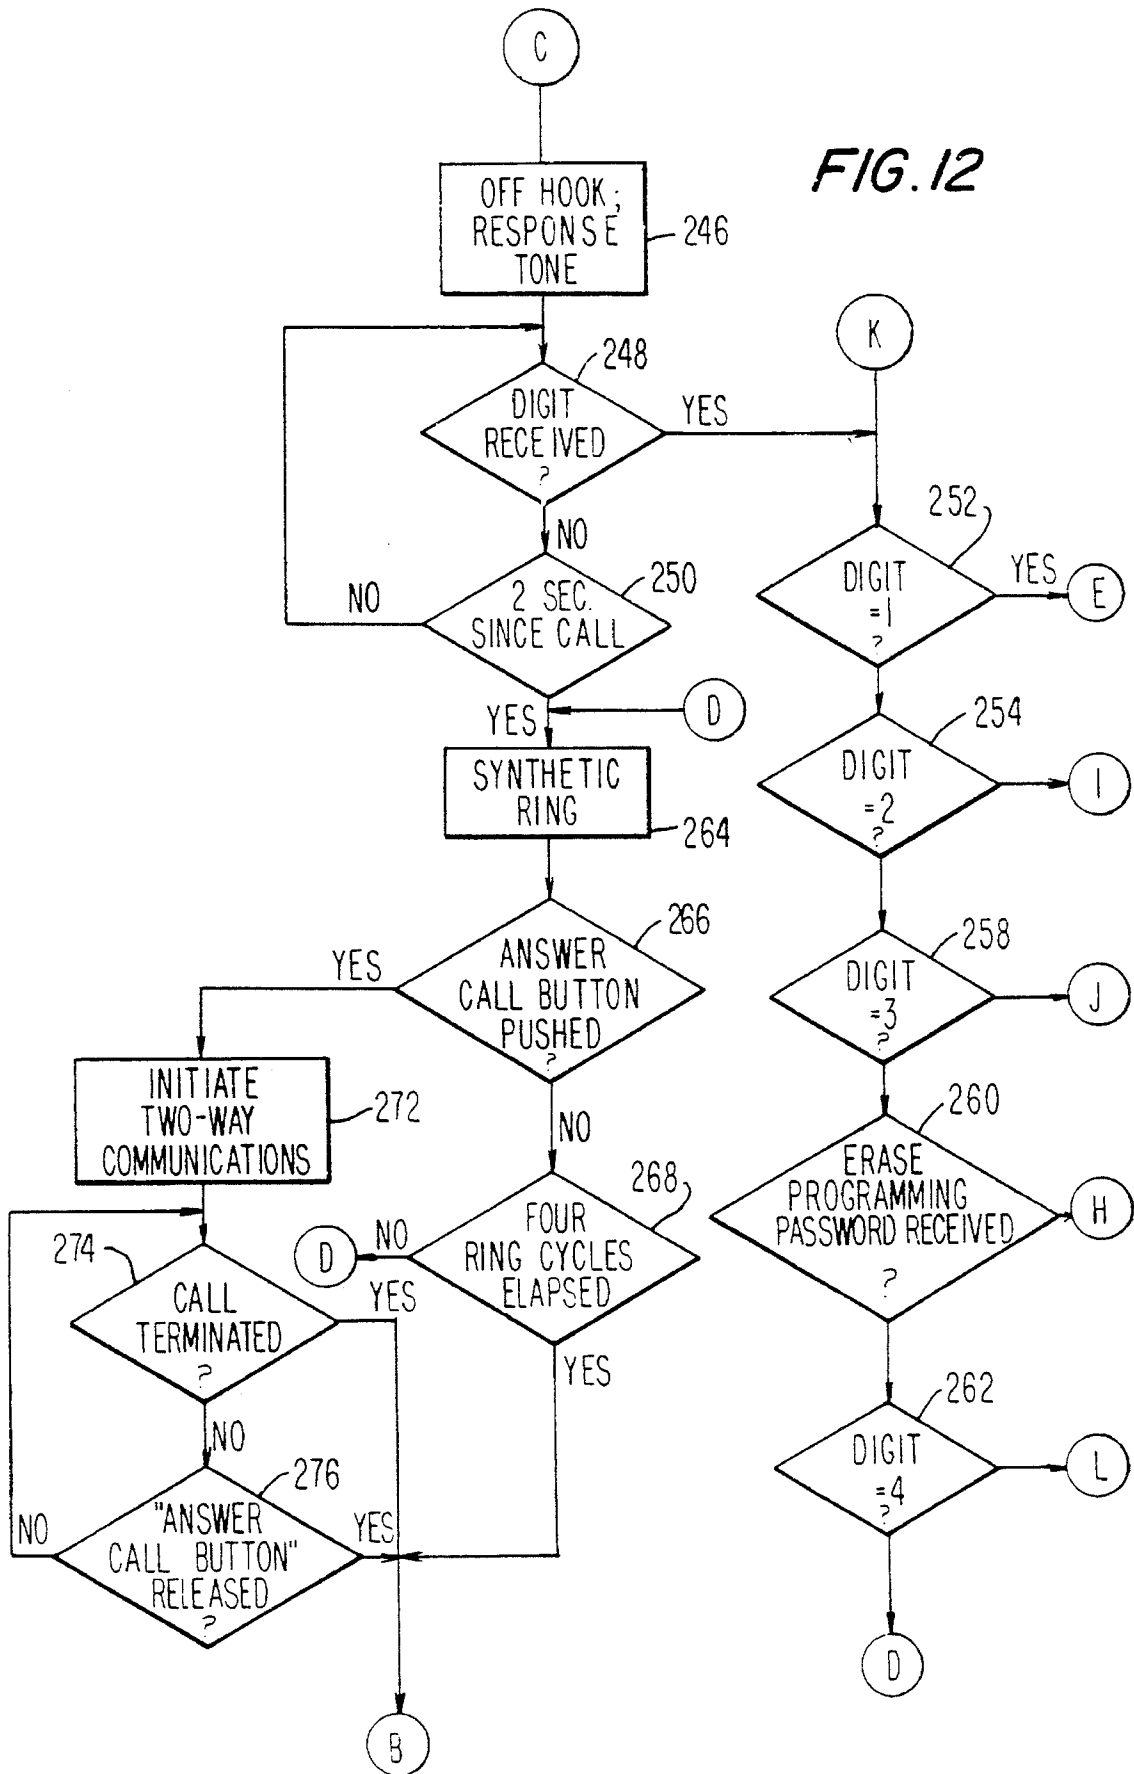 C
FIG. 12
OFF HOOK;
RESPONSE
TONE
246
K
248
DIGIT
RECEIVED
?
YES
NO
252
DIGIT
=1
?
YES
E
250
2 SEC.
SINCE CALL
NO
YES
D
254
DIGIT
=2
?
I
SYNTHETIC
RING
264
266
ANSWER
CALL BUTTON
PUSHED
?
YES
NO
258
DIGIT
=3
?
J
INITIATE
TWO-WAY
COMMUNICATIONS
272
260
ERASE
PROGRAMMING
PASSWORD RECEIVED
?
H
268
FOUR
RING CYCLES
ELAPSED
NO
D
YES
274
CALL
TERMINATED
?
YES
NO
262
DIGIT
=4
?
L
276
"ANSWER
CALL BUTTON"
RELEASED
?
NO
YES
D
B